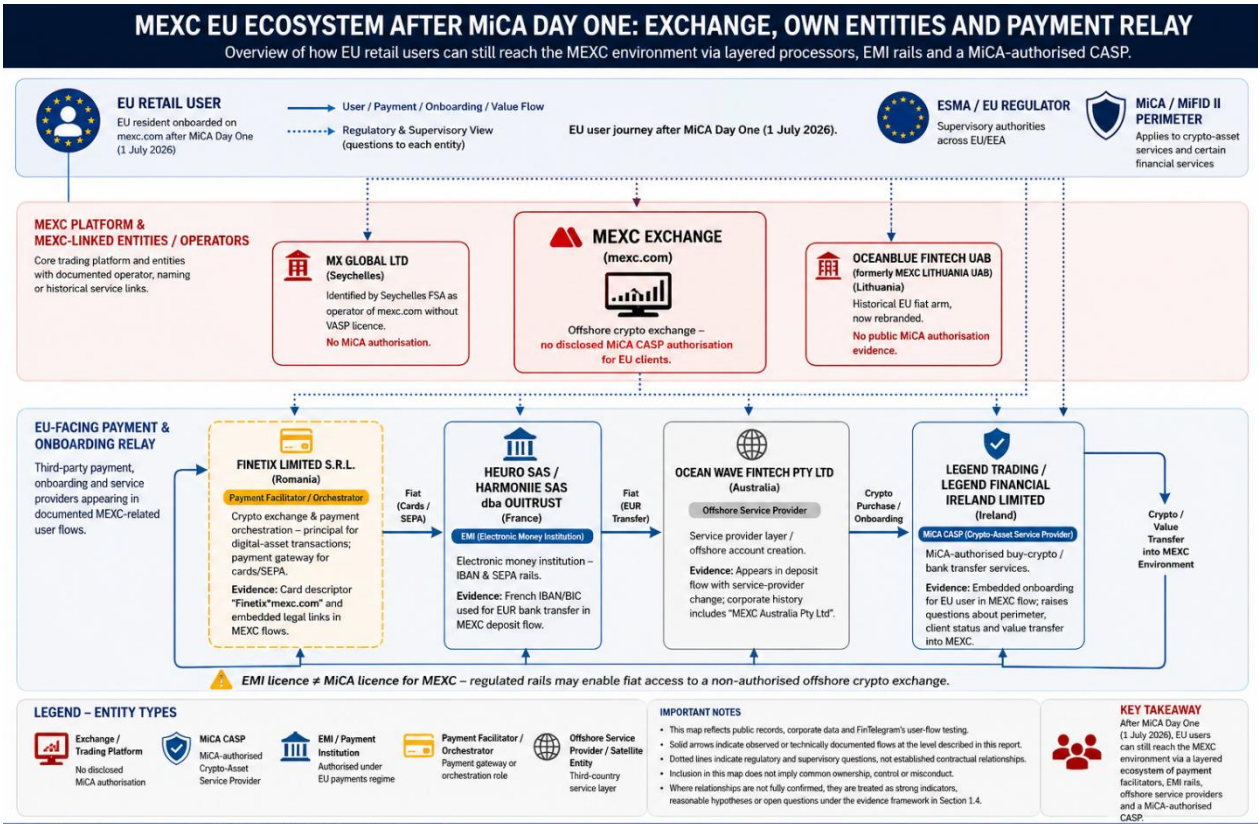 MEXC EU ECOSYSTEM AFTER MiCA DAY ONE: EXCHANGE, OWN ENTITIES AND PAYMENT RELAY
Overview of how EU retail users can still reach the MEXC environment via layered processors, EMI rails and a MiCA-authorised CASP.
EU RETAIL USER
EU resident onboarded on
mexc.com after MiCA Day One
(1 July 2026)
User / Payment / Onboarding / Value Flow
Regulatory & Supervisory View
(questions to each entity)
EU user journey after MiCA Day One (1 July 2026).
ESMA / EU REGULATOR
Supervisory authorities
across EU/EEA
MiCA / MiFID II
PERIMETER
Applies to crypto-asset
services and certain
financial services
MEXC PLATFORM &
MEXC-LINKED ENTITIES / OPERATORS
Core trading platform and entities
with documented operator, naming
or historical service links.
MX GLOBAL LTD
(Seychelles)
Identified by Seychelles FSA as
operator of mexc.com without
VASP licence.
No MiCA authorisation.
MEXC EXCHANGE
(mexc.com)
Offshore crypto exchange –
no disclosed MiCA CASP authorisation
for EU clients.
OCEANBLUE FINTECH UAB
(formerly MEXC LITHUANIA UAB)
(Lithuania)
Historical EU fiat arm,
now rebranded.
No public MiCA authorisation
evidence.
EU-FACING PAYMENT &
ONBOARDING RELAY
Third-party payment,
onboarding and service
providers appearing in
documented MEXC-related
user flows.
FINETIX LIMITED S.R.L.
(Romania)
Payment Facilitator / Orchestrator
Crypto exchange & payment
orchestration – principal for
digital-asset transactions;
payment gateway for
cards/SEPA.
Evidence: Card descriptor
"Finetix*mexc.com" and
embedded legal links in
MEXC flows.
Fiat
(Cards /
SEPA)
HEURO SAS /
HARMONIIE SAS
dba OUITRUST
(France)
EMI (Electronic Money Institution)
Electronic money institution –
IBAN & SEPA rails.
Evidence: French IBAN/BIC
used for EUR bank transfer in
MEXC deposit flow.
Fiat
(EUR
Transfer)
OCEAN WAVE FINTECH PTY LTD
(Australia)
Offshore Service Provider
Service provider layer /
offshore account creation.
Evidence: Appears in deposit
flow with service-provider
change; corporate history
includes "MEXC Australia Pty Ltd".
Crypto
Purchase /
Onboarding
LEGEND TRADING /
LEGEND FINANCIAL
IRELAND LIMITED
(Ireland)
MiCA CASP (Crypto-Asset Service Provider)
MiCA-authorised buy-crypto /
bank transfer services.
Evidence: Embedded onboarding
for EU user in MEXC flow; raises
questions about perimeter,
client status and value transfer
into MEXC.
Crypto /
Value
Transfer
into MEXC
Environment
EMI licence ≠ MiCA licence for MEXC – regulated rails may enable fiat access to a non-authorised offshore crypto exchange.
LEGEND – ENTITY TYPES
Exchange /
Trading Platform
No disclosed
MiCA authorisation
MiCA CASP
MiCA-authorised
Crypto-Asset
Service Provider
EMI / Payment
Institution
Authorised under
EU payments regime
Payment Facilitator /
Orchestrator
Payment gateway or
orchestration role
Offshore Service
Provider / Satellite
Entity
Third-country
service layer
IMPORTANT NOTES
• This map reflects public records, corporate data and FinTelegram's user-flow testing.
• Solid arrows indicate observed or technically documented flows at the level described in this report.
• Dotted lines indicate regulatory and supervisory questions, not established contractual relationships.
• Inclusion in this map does not imply common ownership, control or misconduct.
• Where relationships are not fully confirmed, they are treated as strong indicators,
reasonable hypotheses or open questions under the evidence framework in Section 1.4.
KEY TAKEAWAY
After MiCA Day One
(1 July 2026), EU users
can still reach the MEXC
environment via a layered
ecosystem of payment
facilitators, EMI rails,
offshore service providers
and a MiCA-authorised
CASP.